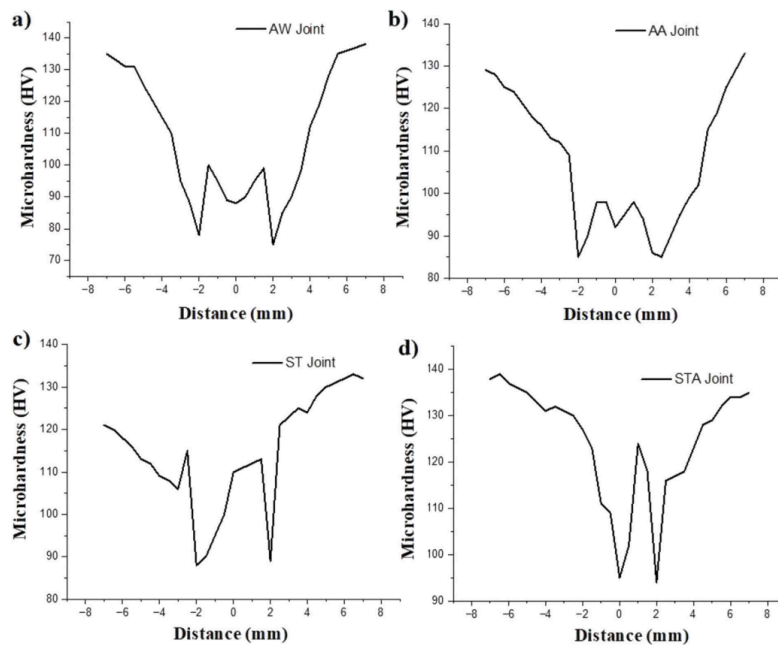 a)
AW Joint
Microhardness (HV)
140
130
120
110
100
90
80
70
−8 −6 −4 −2 0 2 4 6 8
Distance (mm)
b)
AA Joint
Microhardness (HV)
140
130
120
110
100
90
80
−8 −6 −4 −2 0 2 4 6 8
Distance (mm)
c)
ST Joint
Microhardness (HV)
140
130
120
110
100
90
80
−8 −6 −4 −2 0 2 4 6 8
Distance (mm)
d)
STA Joint
Microhardness (HV)
140
130
120
110
100
90
−8 −6 −4 −2 0 2 4 6 8
Distance (mm)